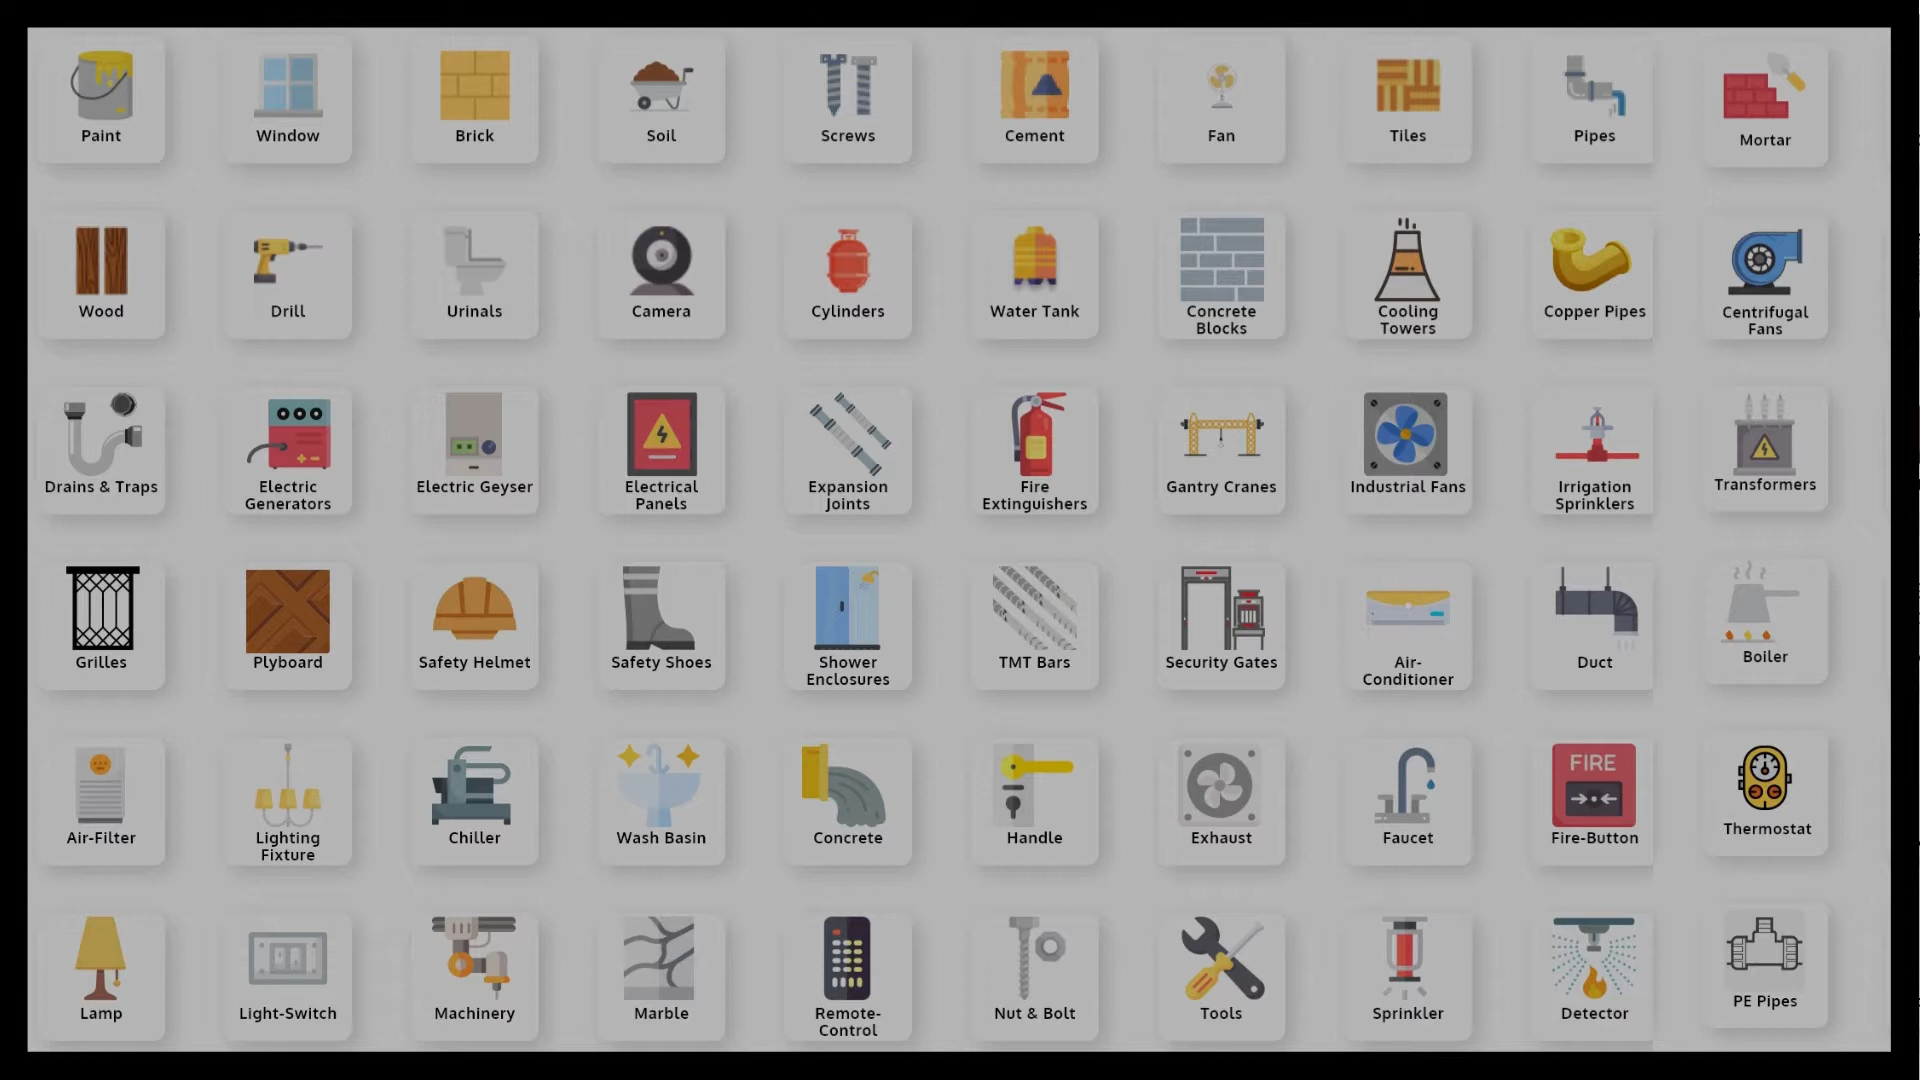 Paint
Window
Brick
Soil
Screws
Cement
Fan
Tiles
Pipes
Mortar
Wood
Drill
Urinals
Camera
Cylinders
Water Tank
Concrete
Blocks
Cooling
Towers
Copper Pipes
Centrifugal
Fans
Drains & Traps
Electric
Generators
Electric Geyser
Electrical
Panels
Expansion
Joints
Fire
Extinguishers
Gantry Cranes
Industrial Fans
Irrigation
Sprinklers
Transformers
Grilles
Plyboard
Safety Helmet
Safety Shoes
Shower
Enclosures
TMT Bars
Security Gates
Air-
Conditioner
Duct
Boiler
Air-Filter
Lighting
Fixture
Chiller
Wash Basin
Concrete
Handle
Exhaust
Faucet
FIRE
Fire-Button
Thermostat
Lamp
Light-Switch
Machinery
Marble
Remote-
Control
Nut & Bolt
Tools
Sprinkler
Detector
PE Pipes